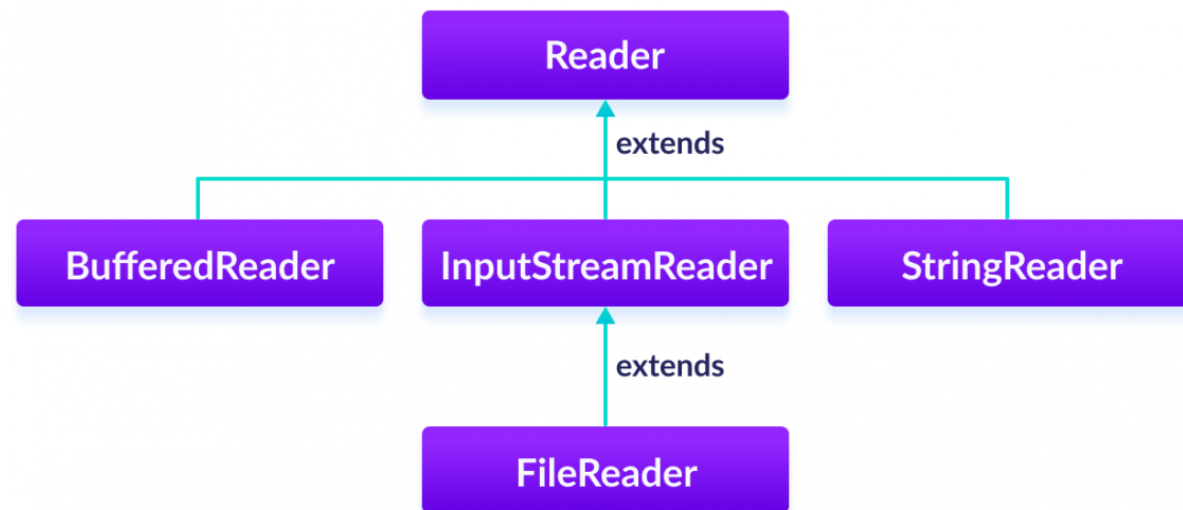 Reader
extends
BufferedReader
InputStreamReader
StringReader
extends
FileReader